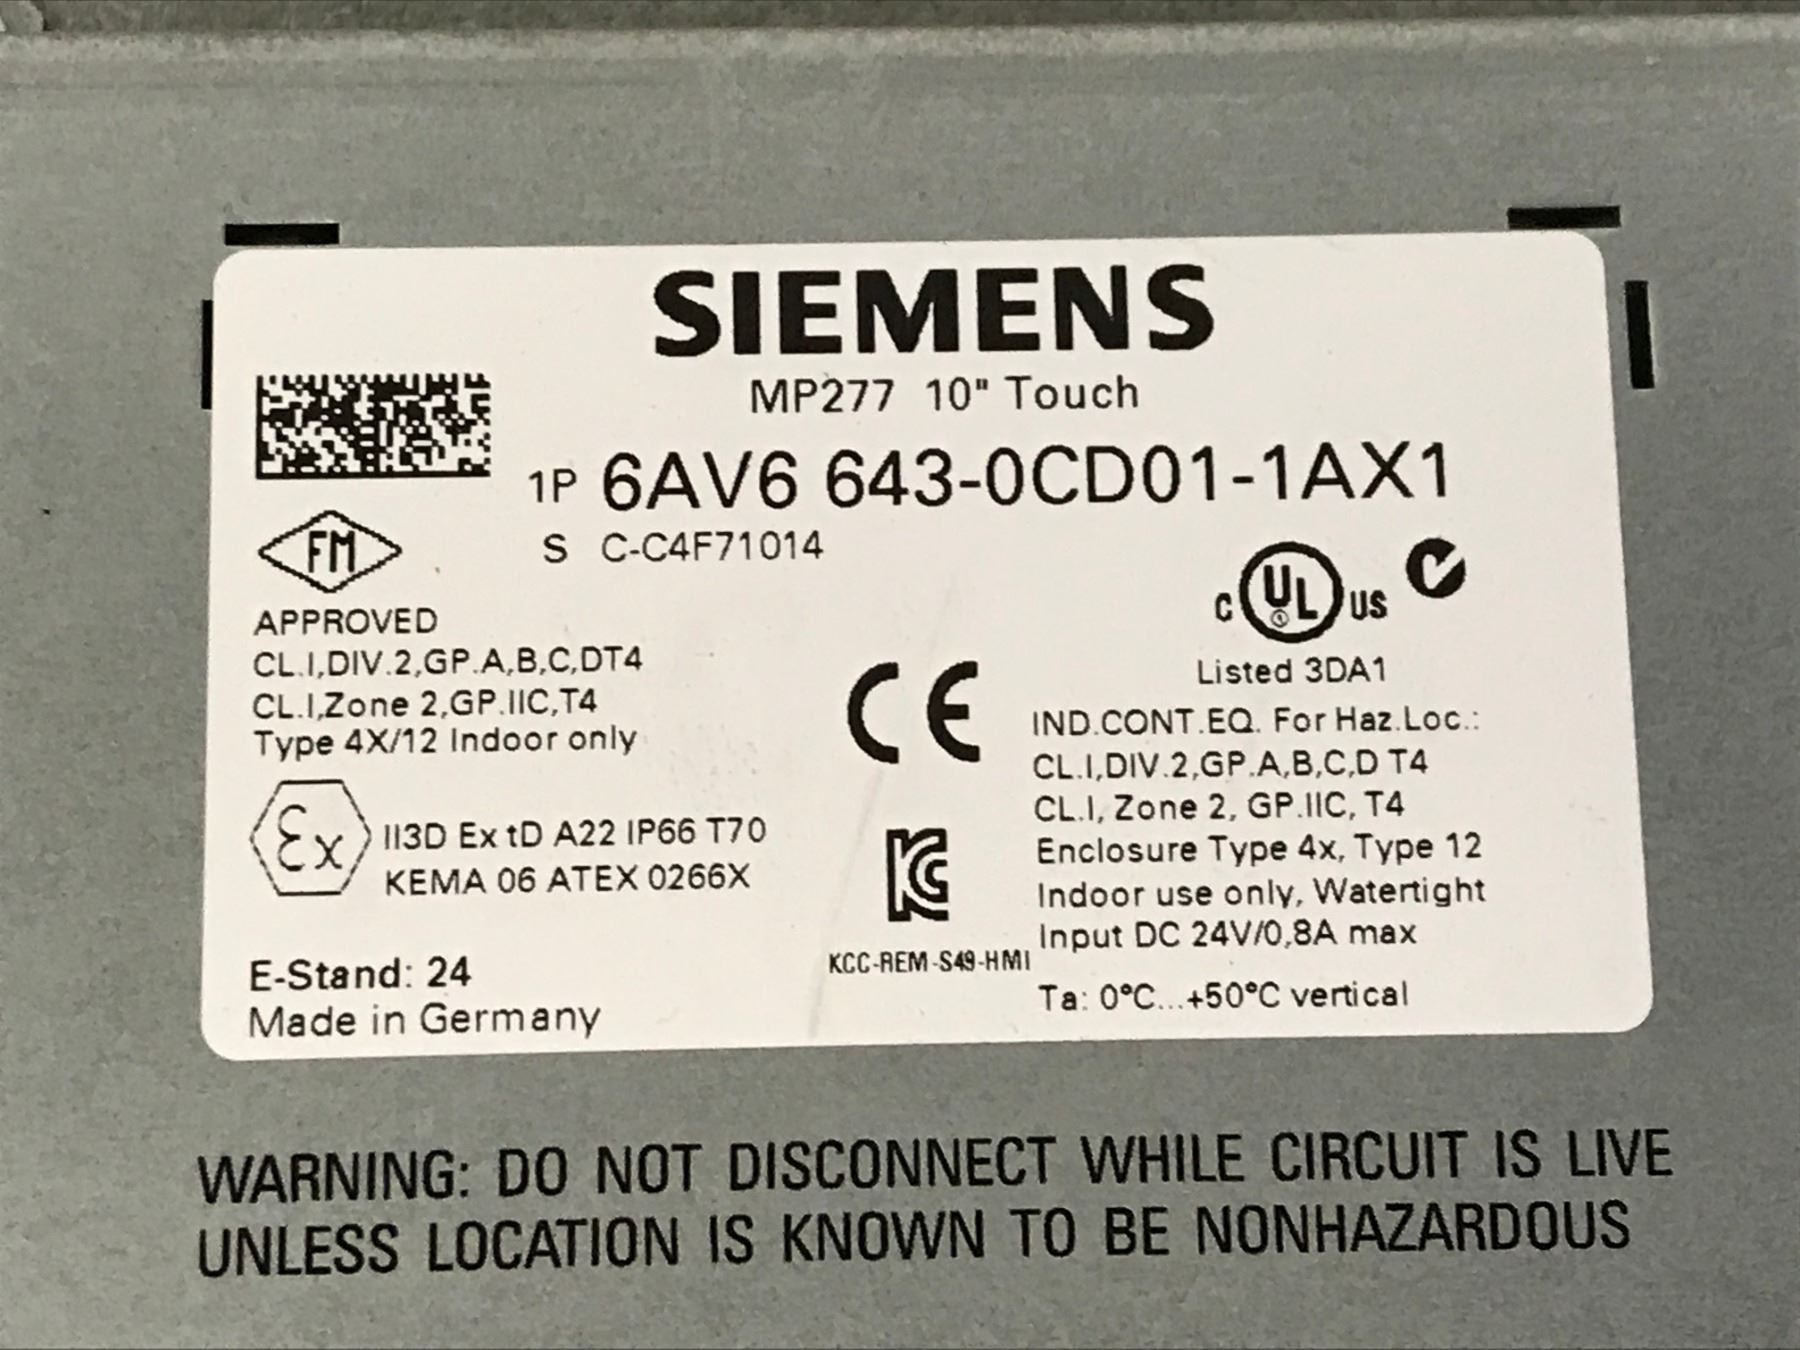 SIEMENS
MP277 10" Touch
1P 6AV6 643-0CD01-1AX1
S C-C4F71014
FM
APPROVED
CL.I,DIV.2,GP.A,B,C,DT4
CL.I,Zone 2,GP.IIC,T4
Type 4X/12 Indoor only
Ex II3D Ex tD A22 IP66 T70
KEMA 06 ATEX 0266X
E-Stand: 24
Made in Germany
CE
KCC-REM-S49-HMI
C UL US
Listed 3DA1
IND.CONT.EQ. For Haz.Loc.:
CL.I,DIV.2,GP.A,B,C,D T4
CL.I, Zone 2, GP.IIC, T4
Enclosure Type 4x, Type 12
Indoor use only, Watertight
Input DC 24V/0,8A max
Ta: 0°C...+50°C vertical
WARNING: DO NOT DISCONNECT WHILE CIRCUIT IS LIVE
UNLESS LOCATION IS KNOWN TO BE NONHAZARDOUS